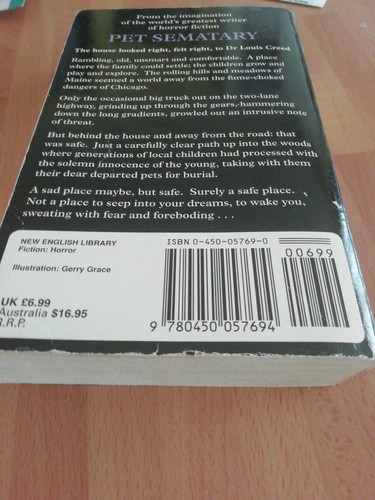 From the imagination
of the world's greatest writer
of horror fiction
PET SEMATARY
The house looked right, felt right, to Dr Louis Creed
Rambling, old, unsmart and comfortable. A place
where the family could settle; the children grow and
play and explore. The rolling hills and meadows of
Maine seemed a world away from the fume-choked
dangers of Chicago.
Only the occasional big truck out on the two-lane
highway, grinding up through the gears, hammering
down the long gradients, growled out an intrusive note
of threat.
But behind the house and away from the road: that
was safe. Just a carefully clear path up into the woods
where generations of local children had processed with
the solemn innocence of the young, taking with them
their dear departed pets for burial.
A sad place maybe, but safe. Surely a safe place.
Not a place to seep into your dreams, to wake you,
sweating with fear and foreboding . . .
NEW ENGLISH LIBRARY
Fiction: Horror
Illustration: Gerry Grace
UK £6.99
Australia $16.95
R.R.P.
ISBN 0-450-05769-0
00699
9 780450 057694